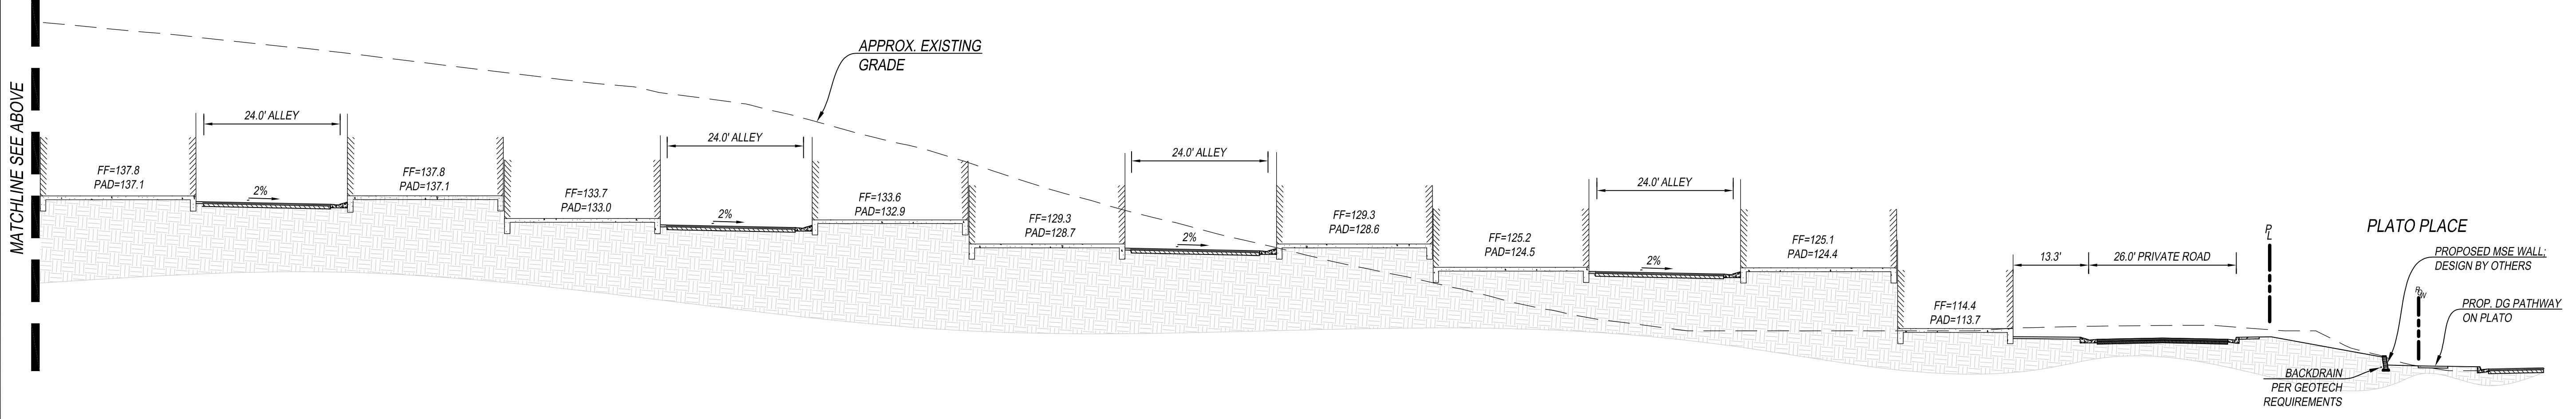 MATCHLINE SEE ABOVE
APPROX. EXISTING
GRADE
FF=137.8
PAD=137.1
24.0' ALLEY
2%
FF=137.8
PAD=137.1
FF=133.7
PAD=133.0
24.0' ALLEY
2%
FF=133.6
PAD=132.9
FF=129.3
PAD=128.7
24.0' ALLEY
2%
FF=129.3
PAD=128.6
FF=125.2
PAD=124.5
24.0' ALLEY
2%
FF=125.1
PAD=124.4
FF=114.4
PAD=113.7
13.3'
26.0' PRIVATE ROAD
PL
PLATO PLACE
PROPOSED MSE WALL;
DESIGN BY OTHERS
ROW
PROP. DG PATHWAY
ON PLATO
BACKDRAIN
PER GEOTECH
REQUIREMENTS